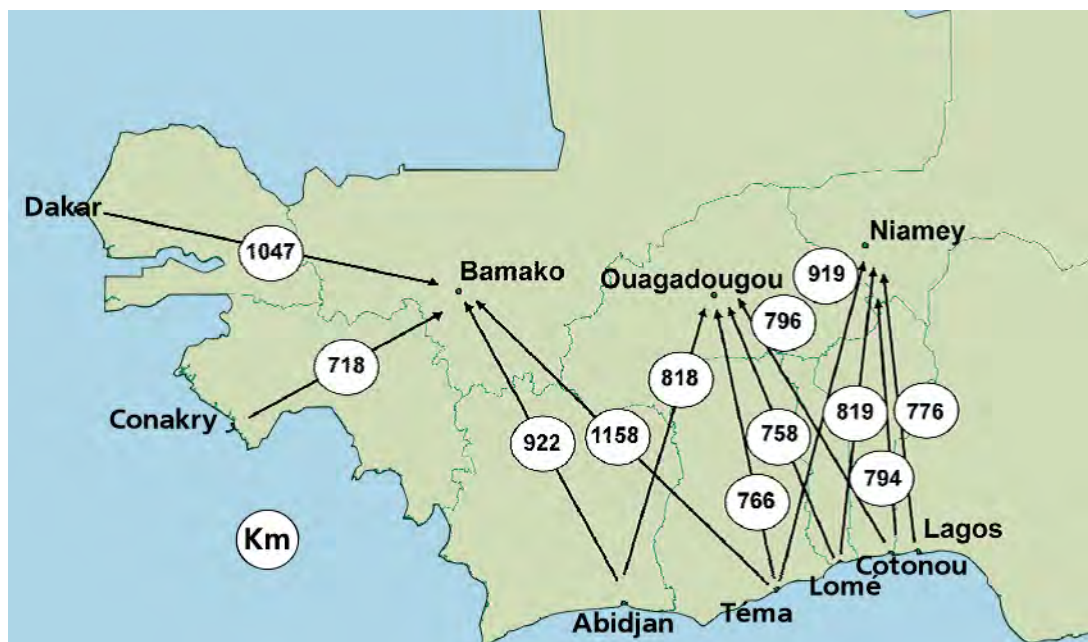 Dakar
1047
Niamey
Bamako
919
Ouagadougou
796
718
818
Conakry
922
1158
758
819
776
766
794
Km
Lagos
Cotonou
Lomé
Téma
Abidjan